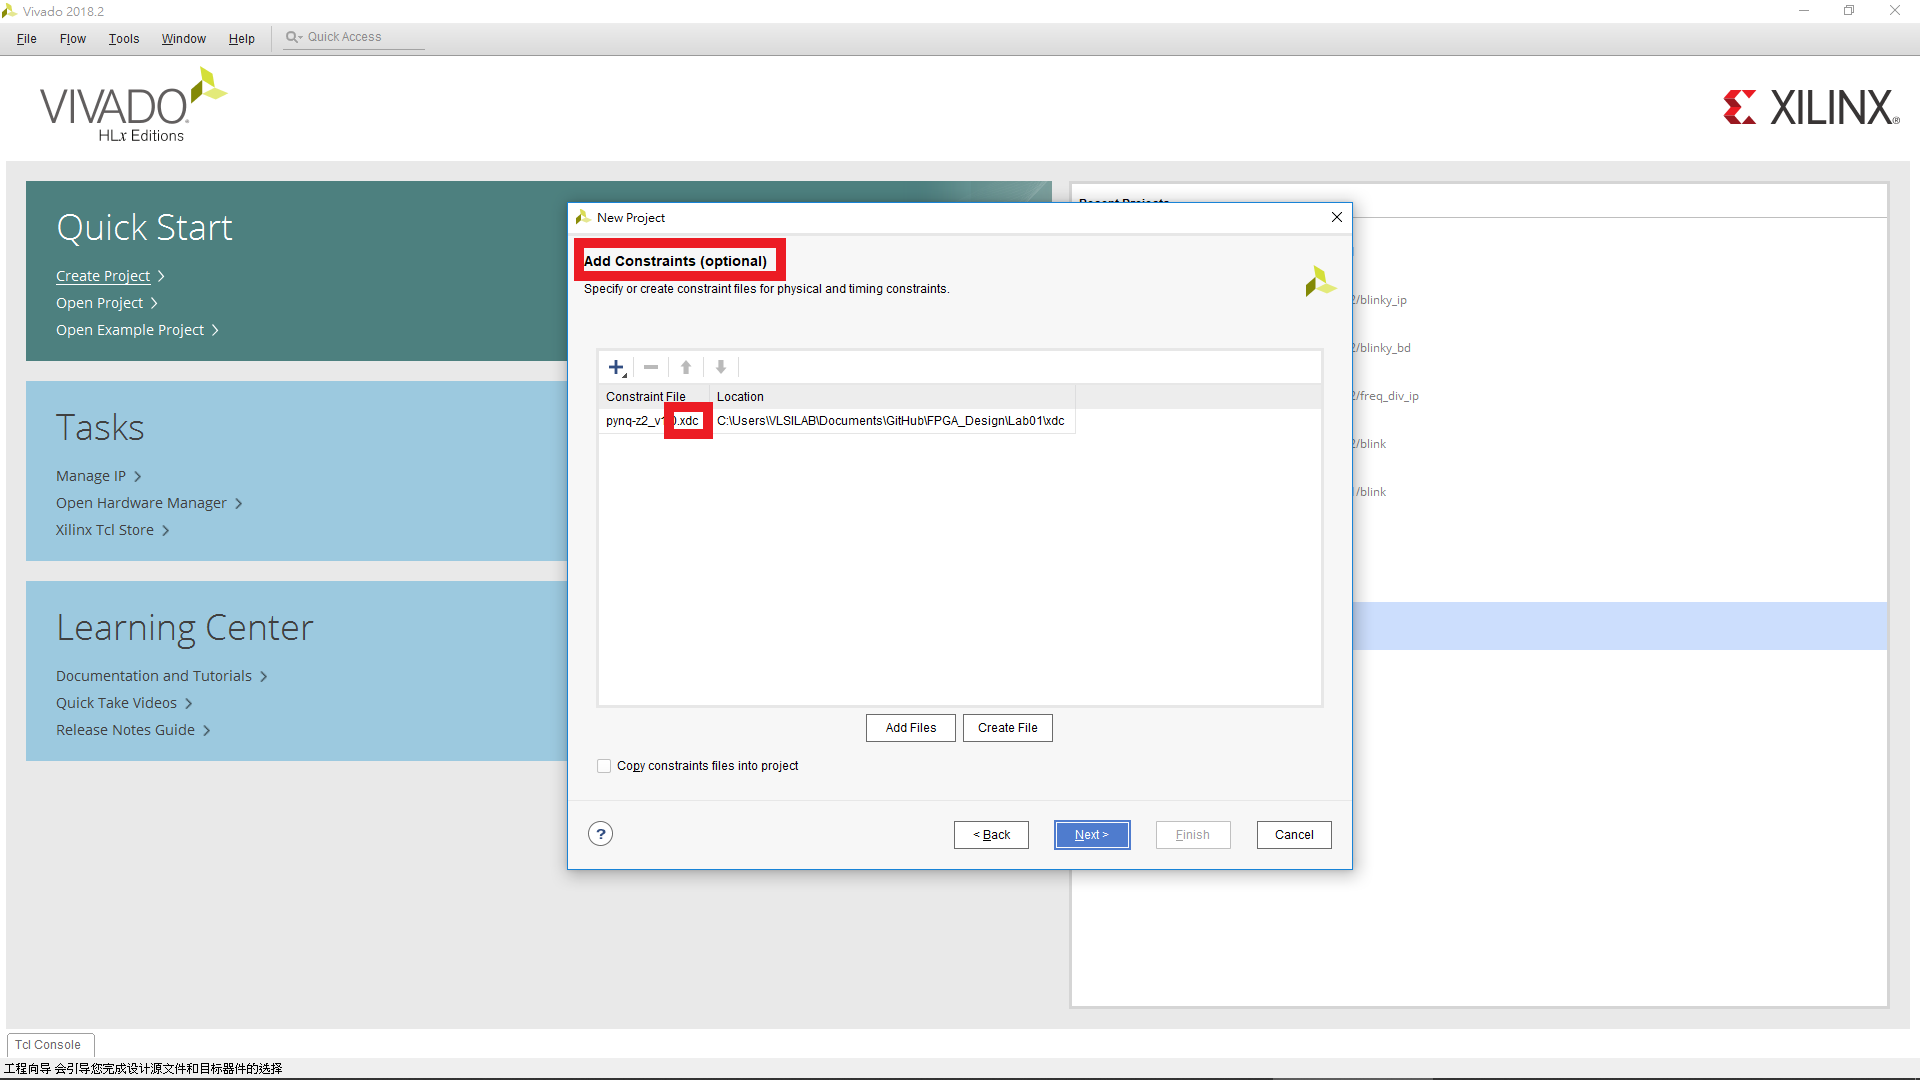 Vivado 2018.2
File Flow Tools Window Help Quick Access
VIVADO
HLx Editions
XILINX®
Quick Start
Create Project
Open Project
Open Example Project
Tasks
Manage IP
Open Hardware Manager
Xilinx Tcl Store
Learning Center
Documentation and Tutorials
Quick Take Videos
Release Notes Guide
Recent Projects
2/blinky_ip
2/blinky_bd
2/freq_div_ip
2/blink
/blink
New Project
Add Constraints (optional)
Specify or create constraint files for physical and timing constraints.
Constraint File Location
pynq-z2_v1.0.xdc C:\Users\VLSILAB\Documents\GitHub\FPGA_Design\Lab01\xdc
Add Files Create File
Copy constraints files into project
? < Back Next > Finish Cancel
Tcl Console
工程向导 会引导您完成设计源文件和目标器件的选择